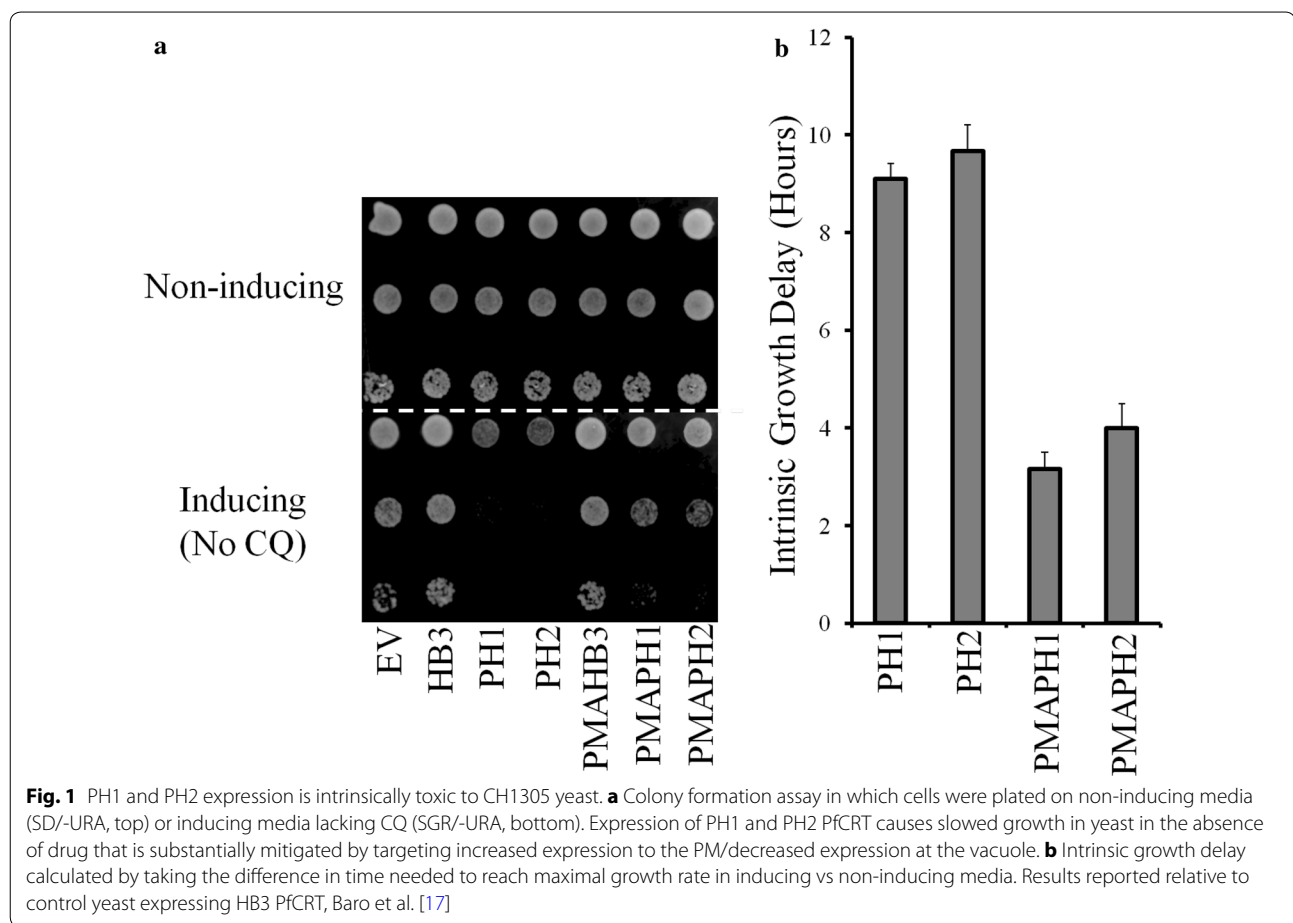 a
Non-inducing
Inducing
(No CQ)
EV
HB3
PH1
PH2
PMAHB3
PMAPH1
PMAPH2
b
Intrinsic Growth Delay (Hours)
12
10
8
6
4
2
0
PH1
PH2
PMAPH1
PMAPH2
Fig. 1 PH1 and PH2 expression is intrinsically toxic to CH1305 yeast. a Colony formation assay in which cells were plated on non-inducing media
(SD/-URA, top) or inducing media lacking CQ (SGR/-URA, bottom). Expression of PH1 and PH2 PfCRT causes slowed growth in yeast in the absence
of drug that is substantially mitigated by targeting increased expression to the PM/decreased expression at the vacuole. b Intrinsic growth delay
calculated by taking the difference in time needed to reach maximal growth rate in inducing vs non-inducing media. Results reported relative to
control yeast expressing HB3 PfCRT, Baro et al. [17]